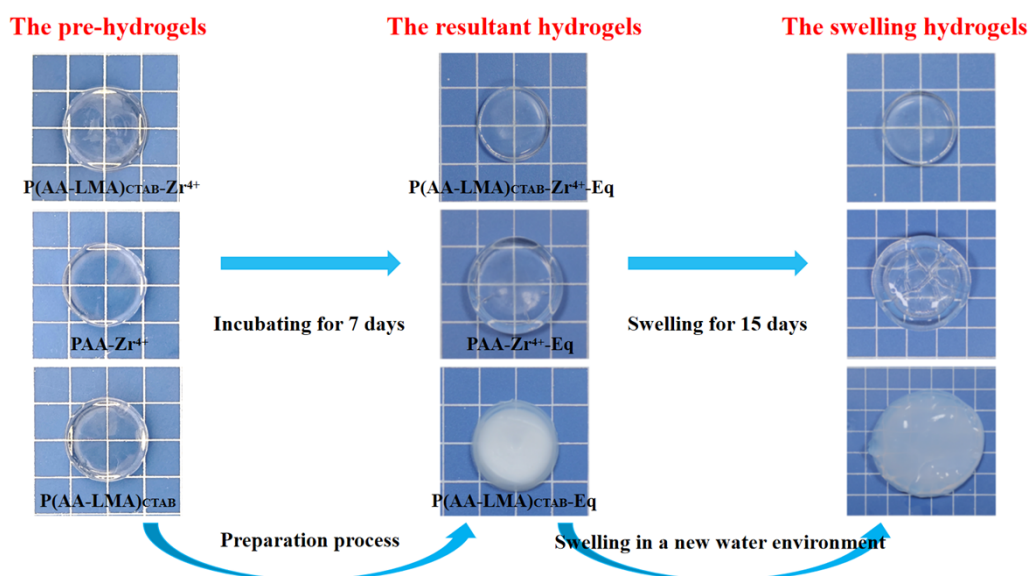 The pre-hydrogels
The resultant hydrogels
The swelling hydrogels
P(AA-LMA)CTAB-Zr⁴⁺
P(AA-LMA)CTAB-Zr⁴⁺-Eq
PAA-Zr⁴⁺
Incubating for 7 days
PAA-Zr⁴⁺-Eq
Swelling for 15 days
P(AA-LMA)CTAB
P(AA-LMA)CTAB-Eq
Preparation process
Swelling in a new water environment